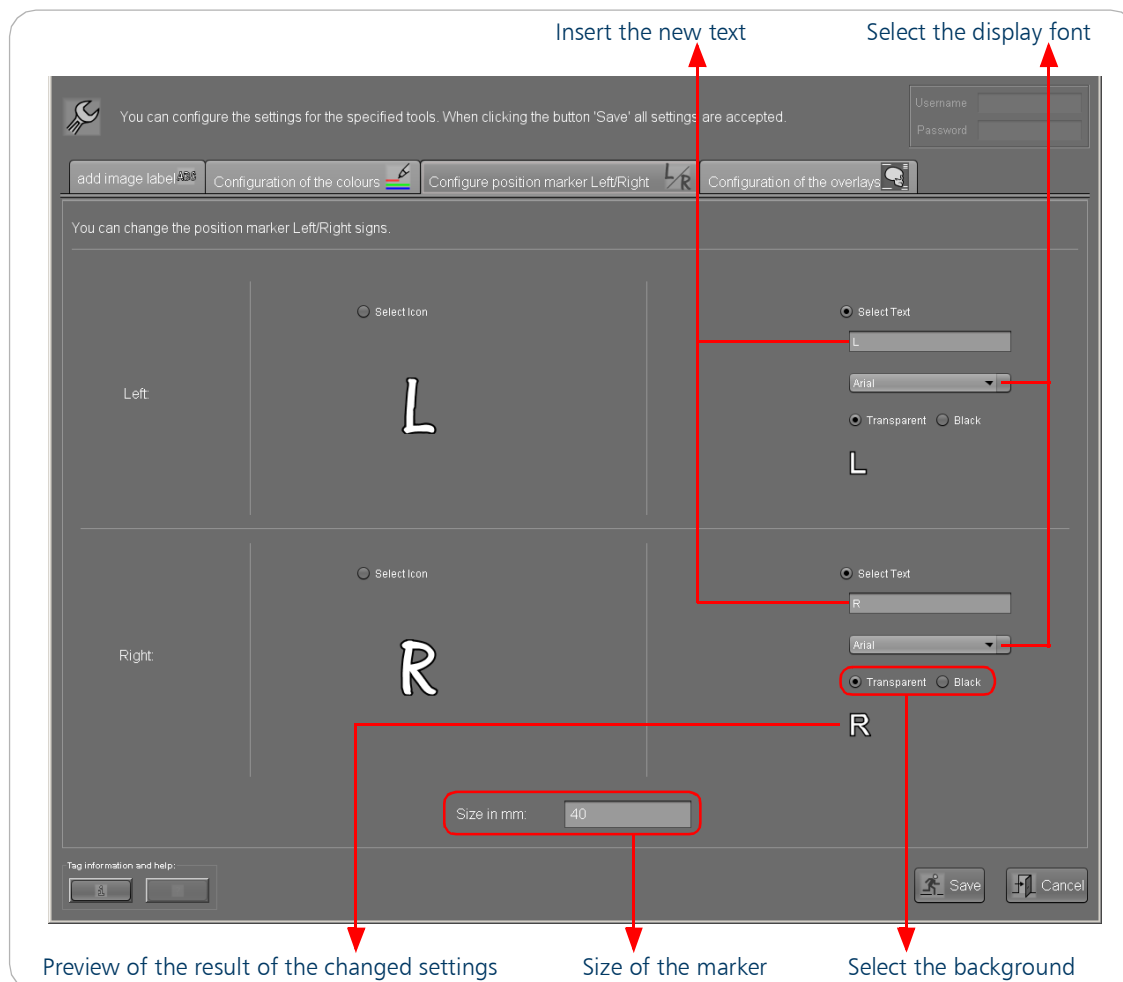 Insert the new text
Select the display font
You can configure the settings for the specified tools. When clicking the button 'Save' all settings are accepted.
Username
Password
add image label ABG
Configuration of the colours
Configure position marker Left/Right L/R
Configuration of the overlays
You can change the position marker Left/Right signs.
Select Icon
Select Text
L
Left:
L
Arial
Transparent Black
L
Select Icon
Select Text
R
Right:
R
Arial
Transparent Black
R
Size in mm: 40
Tag information and help:
i
Save
Cancel
Preview of the result of the changed settings
Size of the marker
Select the background